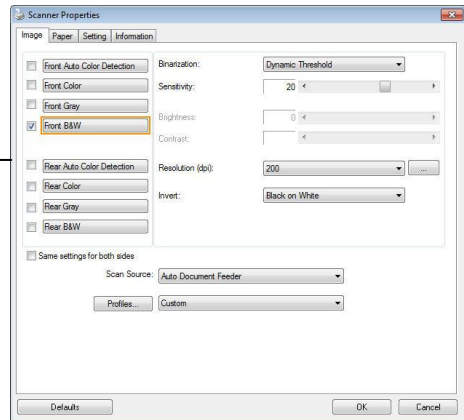 Scanner Properties
Image Paper Setting Information
Front Auto Color Detection
Front Color
Front Gray
Front B&W
Rear Auto Color Detection
Rear Color
Rear Gray
Rear B&W
Binarization: Dynamic Threshold
Sensitivity: 20
Brightness: 0
Contrast:
Resolution (dpi): 200 ...
Invert: Black on White
Same settings for both sides
Scan Source: Auto Document Feeder
Profiles... Custom
Defaults OK Cancel